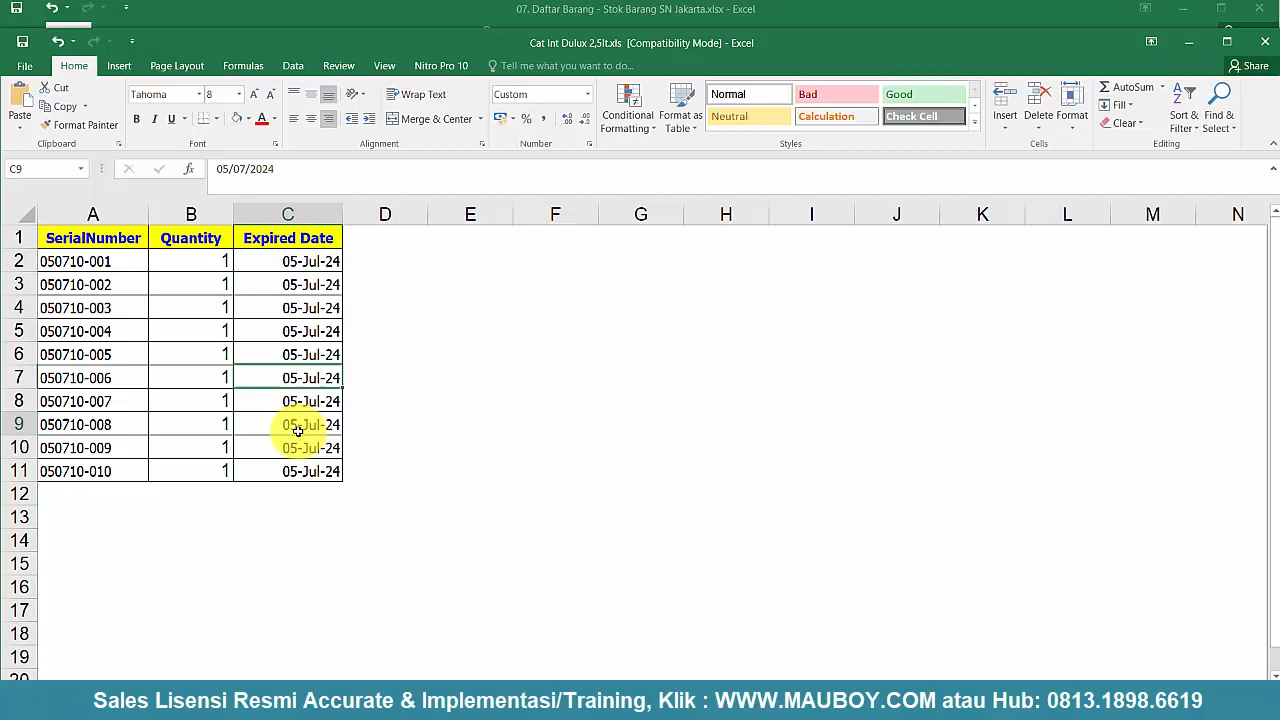 07. Daftar Barang - Stok Barang SN Jakarta.xlsx - Excel
Cat Int Dulux 2,5lt.xls [Compatibility Mode] - Excel
File Home Insert Page Layout Formulas Data Review View Nitro Pro 10 Tell me what you want to do... Share
Paste Cut Copy Format Painter
Tahoma 8
B I U A A A
Wrap Text
Merge & Center
Custom
%
Conditional Formatting Format as Table
Normal Bad Good
Neutral Calculation Check Cell
Insert Delete Format
AutoSum Fill Clear
Sort & Filter Find & Select
Clipboard Font Alignment Number Styles Cells Editing
C9 fx 05/07/2024
A B C D E F G H I J K L M N
1 SerialNumber Quantity Expired Date
2 050710-001 1 05-Jul-24
3 050710-002 1 05-Jul-24
4 050710-003 1 05-Jul-24
5 050710-004 1 05-Jul-24
6 050710-005 1 05-Jul-24
7 050710-006 1 05-Jul-24
8 050710-007 1 05-Jul-24
9 050710-008 1 05-Jul-24
10 050710-009 1 05-Jul-24
11 050710-010 1 05-Jul-24
12
13
14
15
16
17
18
19
20
Sales Lisensi Resmi Accurate & Implementasi/Training, Klik : WWW.MAUBOY.COM atau Hub: 0813.1898.6619